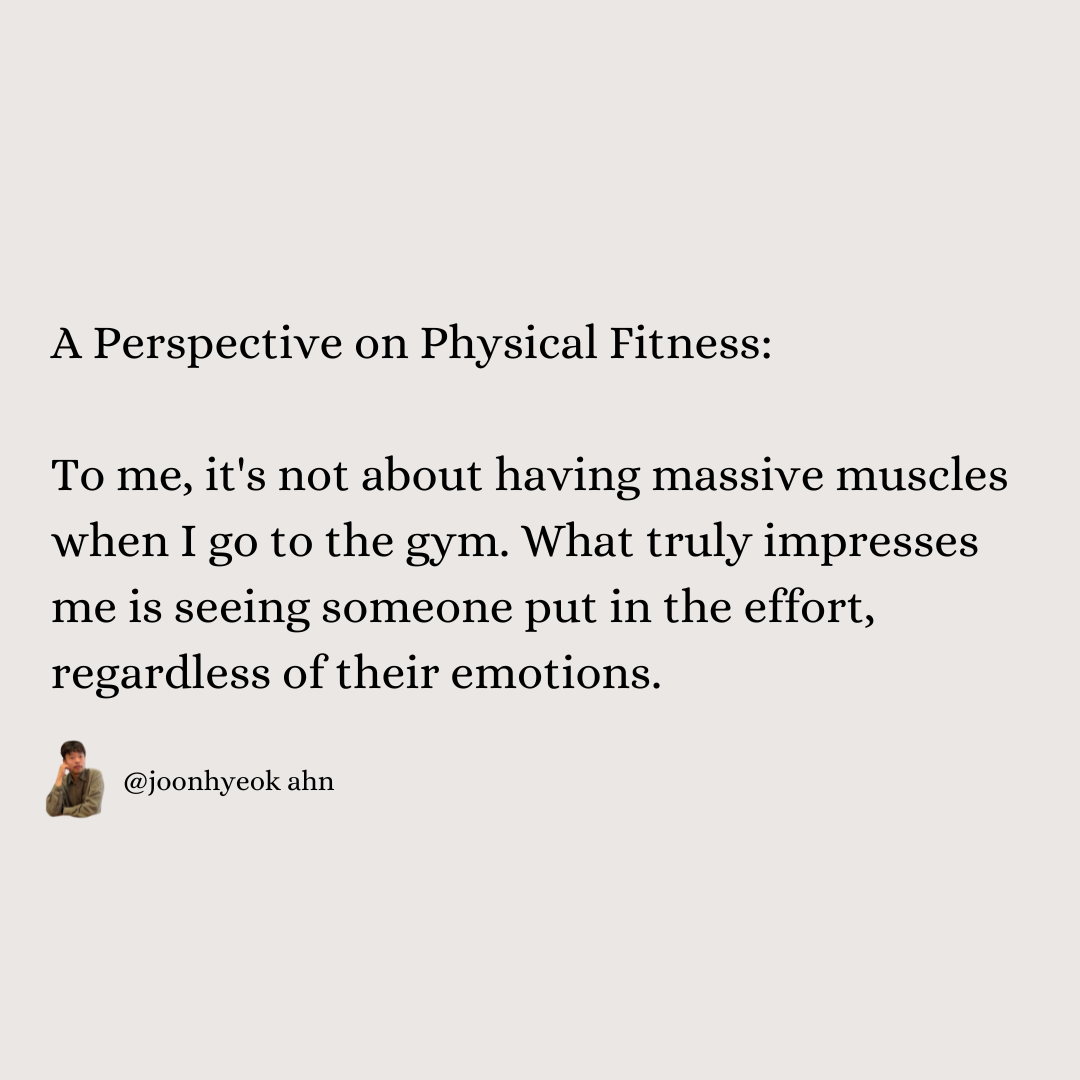 A Perspective on Physical Fitness:
To me, it's not about having massive muscles
when I go to the gym. What truly impresses
me is seeing someone put in the effort,
regardless of their emotions.
@joonhyeok ahn